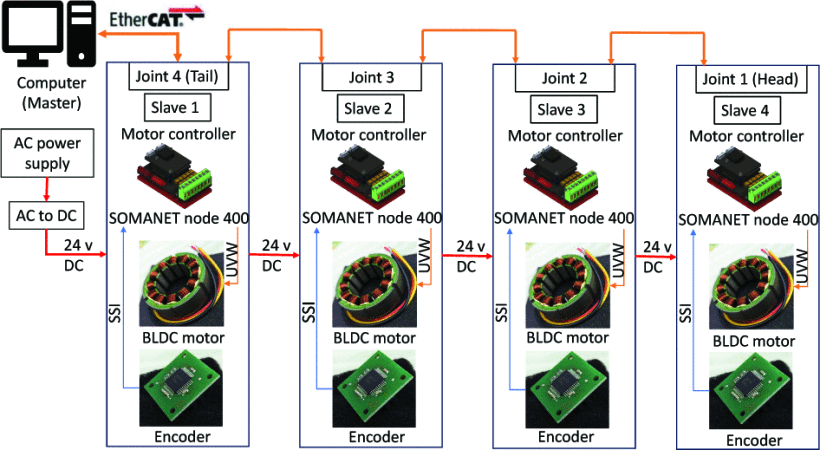 EtherCAT®
Computer
(Master)
AC power
supply
AC to DC
24 v
DC
Joint 4 (Tail)
Slave 1
Motor controller
SOMANET node 400
UVW
SSI
BLDC motor
Encoder
24 v
DC
Joint 3
Slave 2
Motor controller
SOMANET node 400
UVW
SSI
BLDC motor
Encoder
24 v
DC
Joint 2
Slave 3
Motor controller
SOMANET node 400
UVW
SSI
BLDC motor
Encoder
24 v
DC
Joint 1 (Head)
Slave 4
Motor controller
SOMANET node 400
UVW
SSI
BLDC motor
Encoder